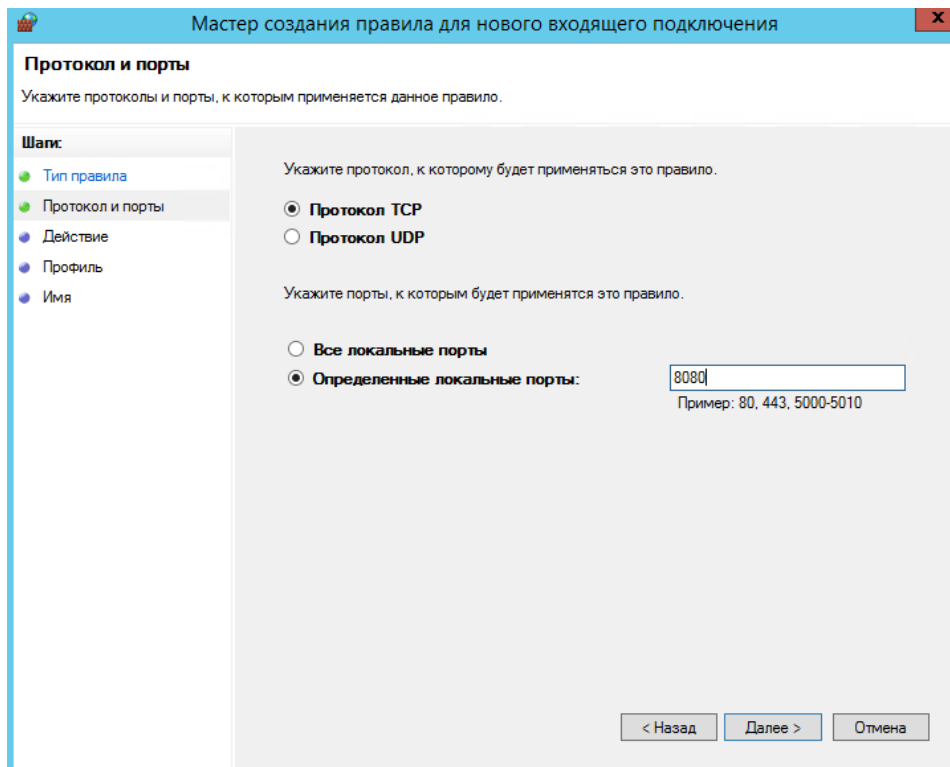 Мастер создания правила для нового входящего подключения
x
Протокол и порты
Укажите протоколы и порты, к которым применяется данное правило.
Шаги:
Тип правила
Протокол и порты
Действие
Профиль
Имя
Укажите протокол, к которому будет применяться это правило.
Протокол TCP
Протокол UDP
Укажите порты, к которым будет применятся это правило.
Все локальные порты
Определенные локальные порты:
8080
Пример: 80, 443, 5000-5010
< Назад
Далее >
Отмена